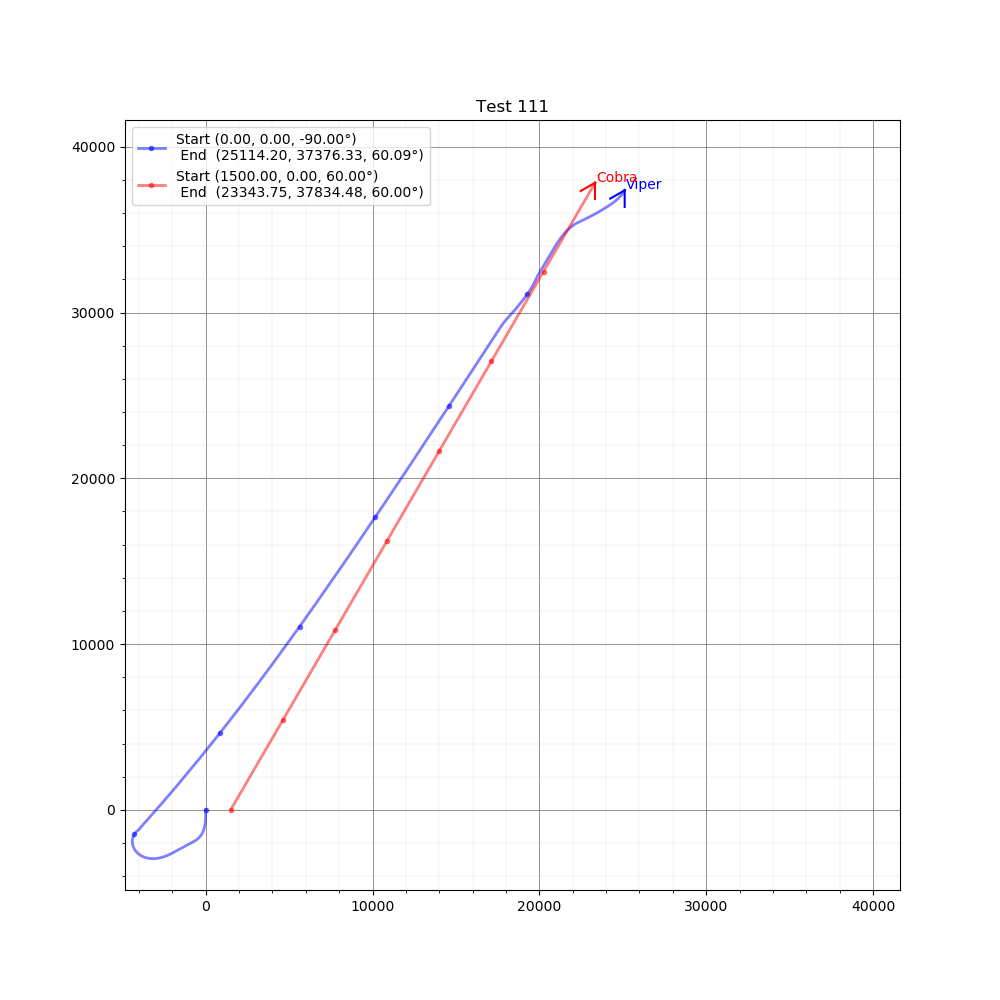 Test 111
Start (0.00, 0.00, -90.00°)
End  (25114.20, 37376.33, 60.09°)
Start (1500.00, 0.00, 60.00°)
End  (23343.75, 37834.48, 60.00°)
Cobra
Viper
40000
30000
20000
10000
0
0
10000
20000
30000
40000